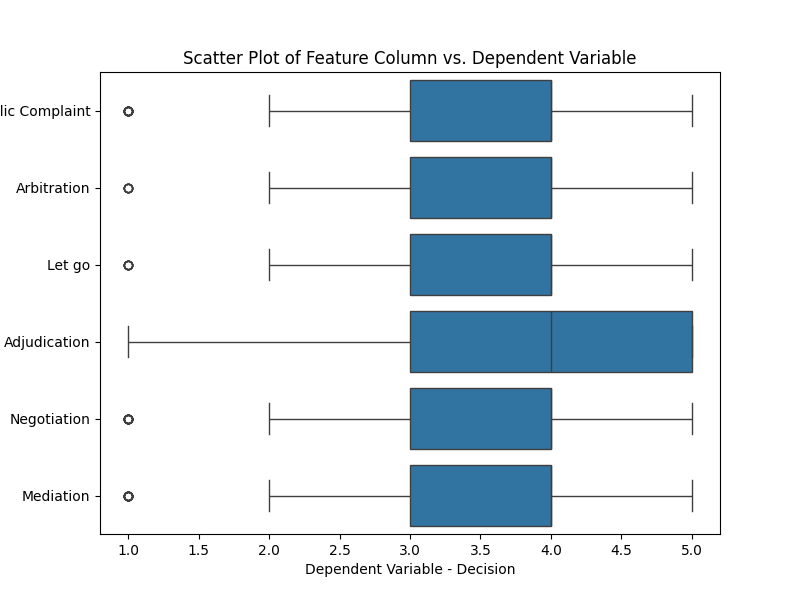 Scatter Plot of Feature Column vs. Dependent Variable
lic Complaint
Arbitration
Let go
Adjudication
Negotiation
Mediation
1.0 1.5 2.0 2.5 3.0 3.5 4.0 4.5 5.0
Dependent Variable - Decision